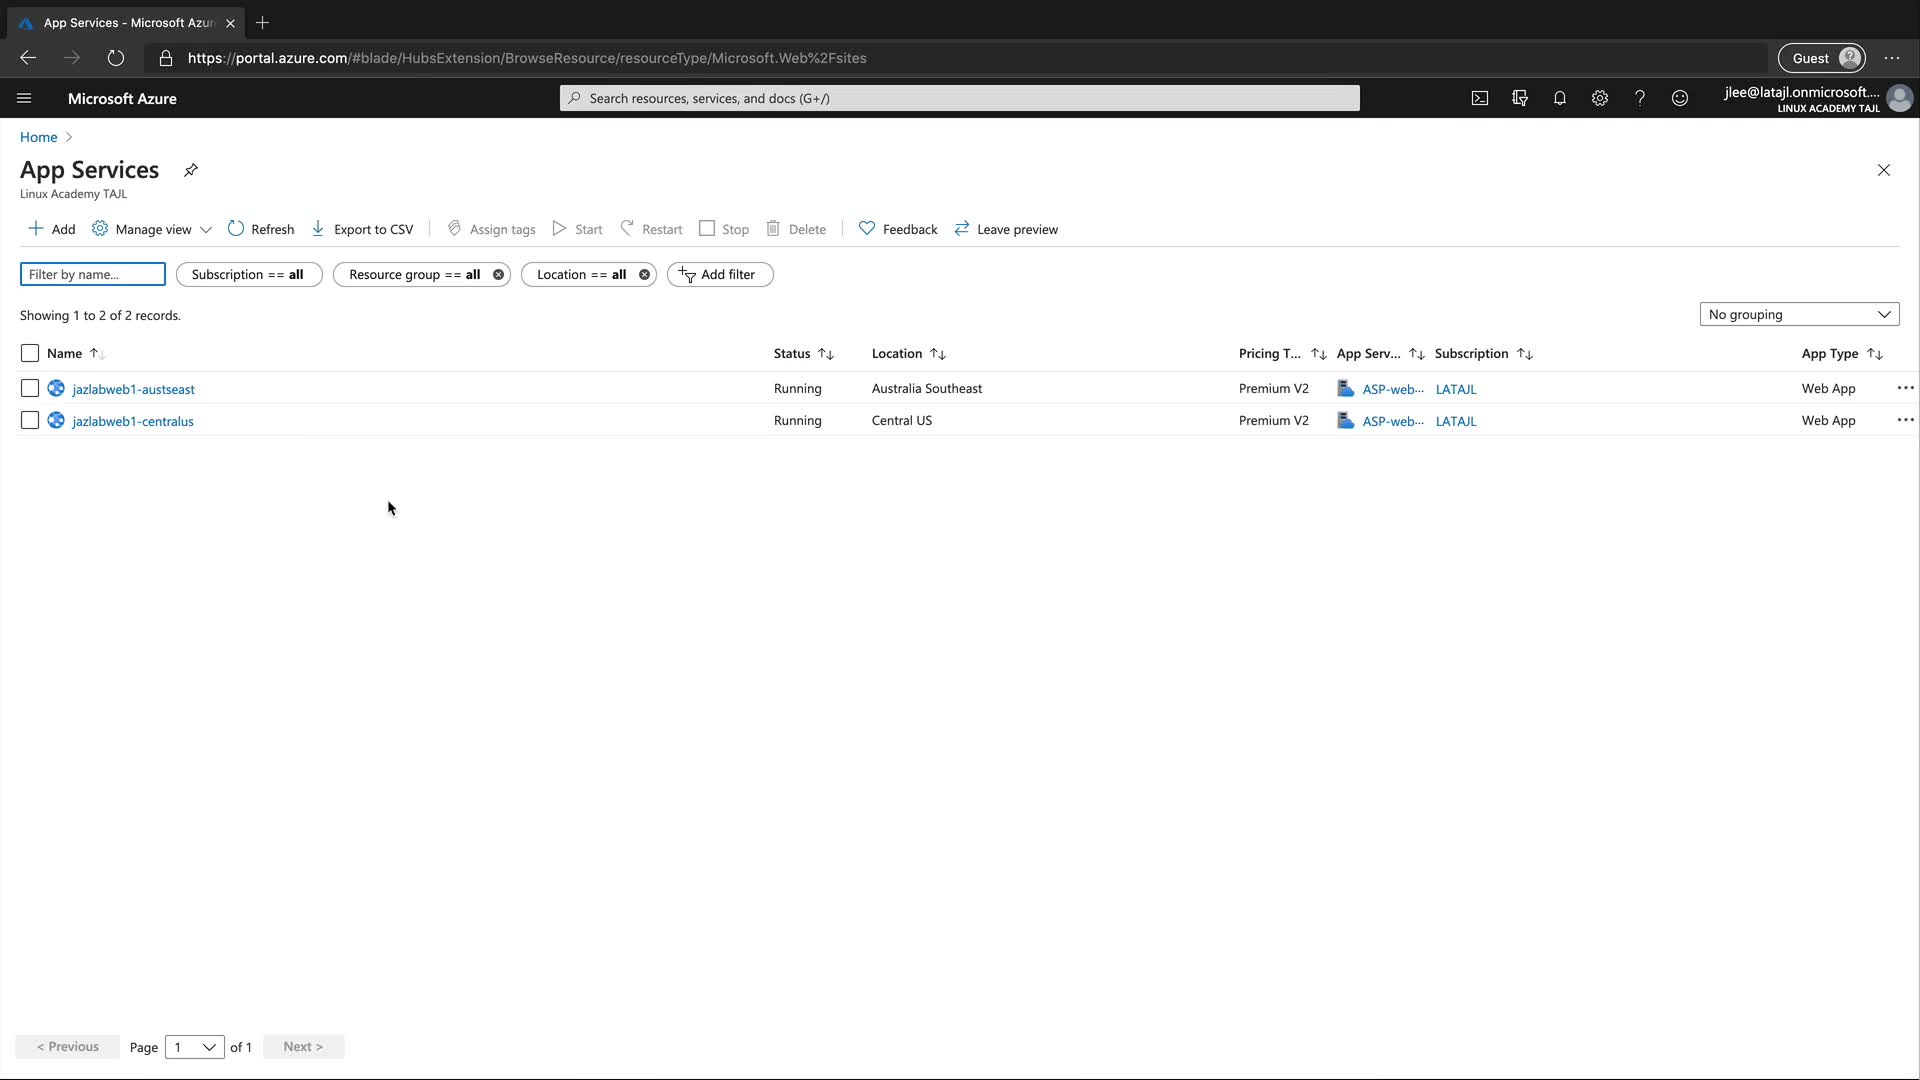 App Services - Microsoft Azur
https://portal.azure.com/#blade/HubsExtension/BrowseResource/resourceType/Microsoft.Web%2Fsites
Guest
Microsoft Azure
Search resources, services, and docs (G+/)
jlee@latajl.onmicrosoft....
LINUX ACADEMY TAJL
Home
App Services
Linux Academy TAJL
Add Manage view Refresh Export to CSV Assign tags Start Restart Stop Delete Feedback Leave preview
Filter by name... Subscription == all Resource group == all Location == all Add filter
Showing 1 to 2 of 2 records. No grouping
Name Status Location Pricing T... App Serv... Subscription App Type
jazlabweb1-austseast Running Australia Southeast Premium V2 ASP-web... LATAJL Web App
jazlabweb1-centralus Running Central US Premium V2 ASP-web... LATAJL Web App
< Previous Page 1 of 1 Next >